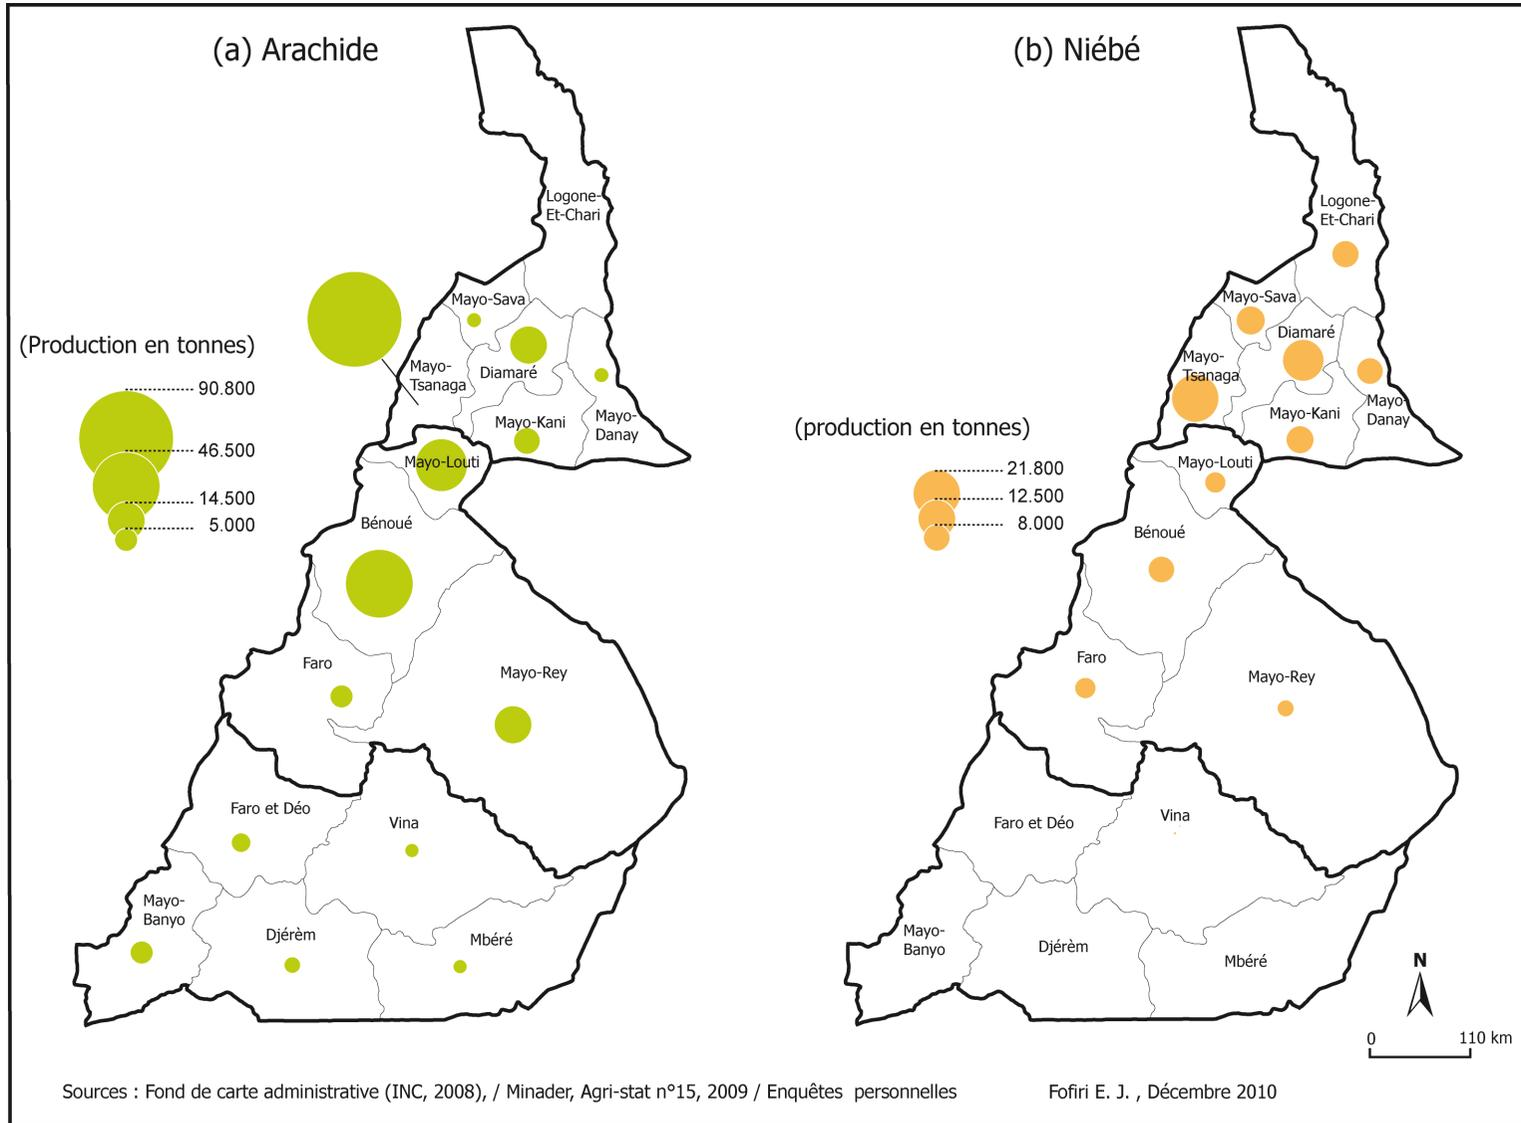 (a) Arachide
(b) Niébé
Logone-
Et-Chari
Mayo-Sava
Mayo-
Tsanaga
Diamaré
Mayo-Kani
Mayo-
Danay
Mayo-Louti
Bénoué
Faro
Mayo-Rey
Faro et Déo
Vina
Mayo-
Banyo
Djérèm
Mbéré
(Production en tonnes)
90.800
46.500
14.500
5.000
Logone-
Et-Chari
Mayo-Sava
Diamaré
Mayo-
Tsanaga
Mayo-Kani
Mayo-
Danay
Mayo-Louti
Bénoué
Faro
Mayo-Rey
Faro et Déo
Vina
Mayo-
Banyo
Djérèm
Mbéré
(production en tonnes)
21.800
12.500
8.000
N
0 110 km
Sources : Fond de carte administrative (INC, 2008), / Minader, Agri-stat n°15, 2009 / Enquêtes personnelles
Fofiri E. J. , Décembre 2010